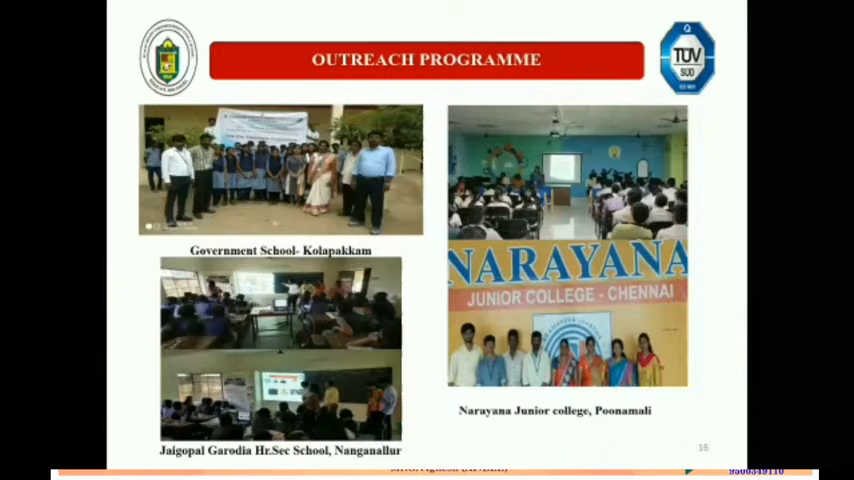 OUTREACH PROGRAMME
TÜV
SÜD
Government School- Kolapakkam
NARAYANA
JUNIOR COLLEGE - CHENNAI
Narayana Junior college, Poonamali
Jaigopal Garodia Hr.Sec School, Nanganallur
16
9500349110